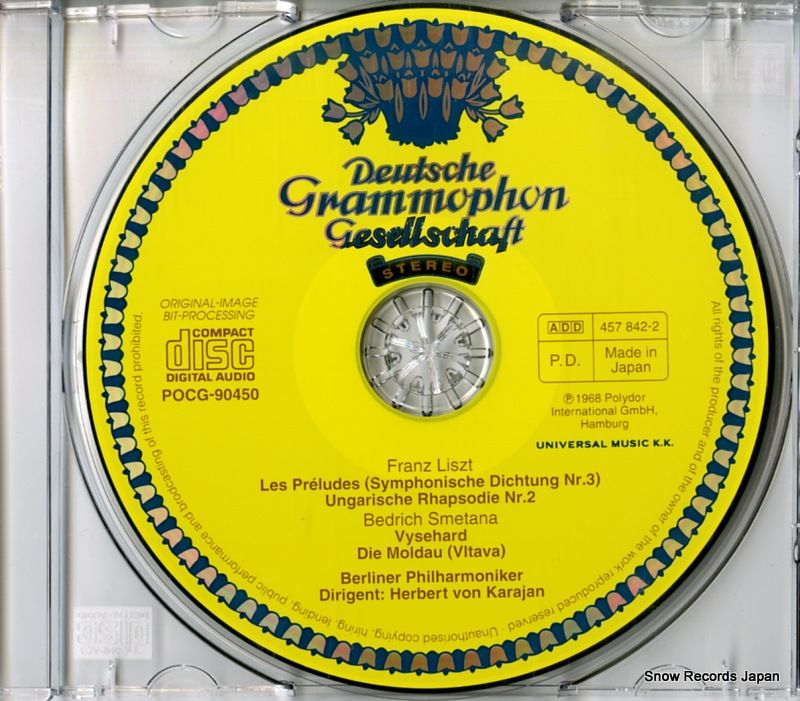 Deutsche
Grammophon
Gesellschaft
STEREO
ORIGINAL-IMAGE
BIT-PROCESSING
COMPACT
disc
DIGITAL AUDIO
POCG-90450
ADD 457 842-2
P.D. Made in
Japan
℗ 1968 Polydor
International GmbH,
Hamburg
UNIVERSAL MUSIC K.K.
Franz Liszt
Les Préludes (Symphonische Dichtung Nr.3)
Ungarische Rhapsodie Nr.2
Bedrich Smetana
Vysehard
Die Moldau (Vltava)
Berliner Philharmoniker
Dirigent: Herbert von Karajan
All rights of the producer and of the owner of the work reproduced reserved · Unauthorised copying, hiring, lending, public performance and brodcasting of this record prohibited.
Snow Records Japan